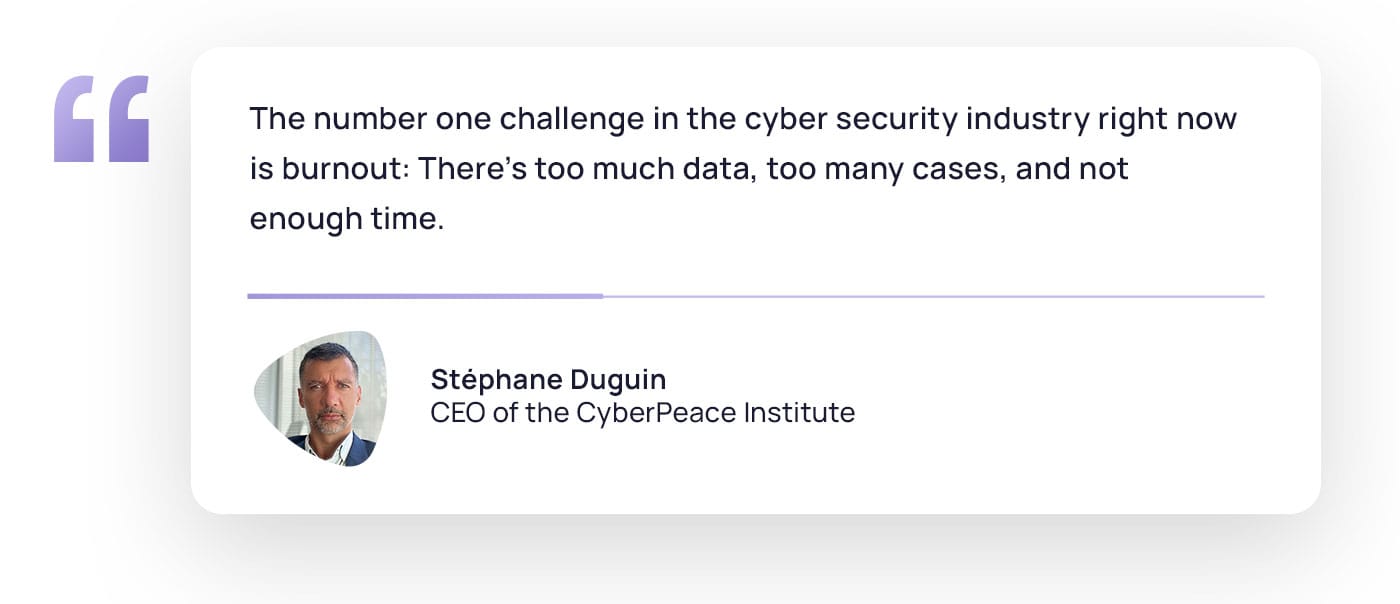 The number one challenge in the cyber security industry right now
is burnout: There’s too much data, too many cases, and not
enough time.
Stéphane Duguin
CEO of the CyberPeace Institute